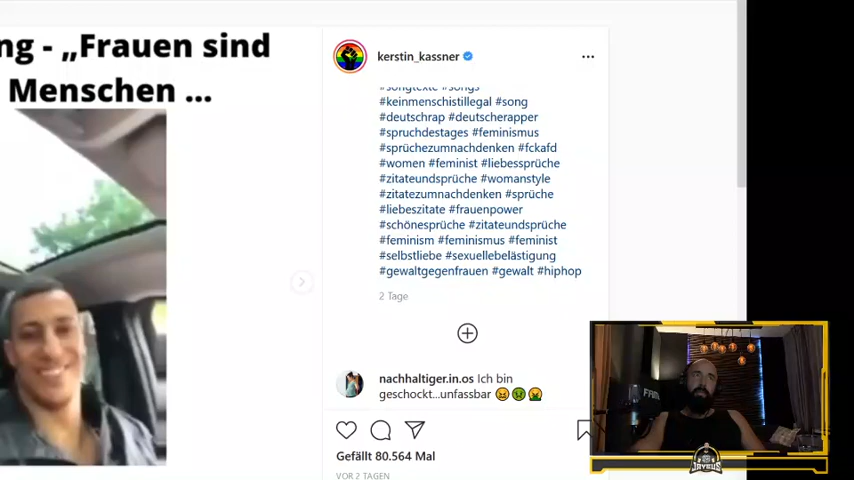 ng - „Frauen sind
Menschen ...
kerstin_kassner
#songtexte #songs
#keinmenschistillegal #song
#deutschrap #deutscherapper
#spruchdestages #feminismus
#sprüchezumnachdenken #fckafd
#women #feminist #liebessprüche
#zitateundsprüche #womanstyle
#zitatezumnachdenken #sprüche
#liebeszitate #frauenpower
#schönesprüche #zitateundsprüche
#feminism #feminismus #feminist
#selbstliebe #sexuellebelästigung
#gewaltgegenfrauen #gewalt #hiphop
2 Tage
nachhaltiger.in.os Ich bin
geschockt...unfassbar
Gefällt 80.564 Mal
VOR 2 TAGEN